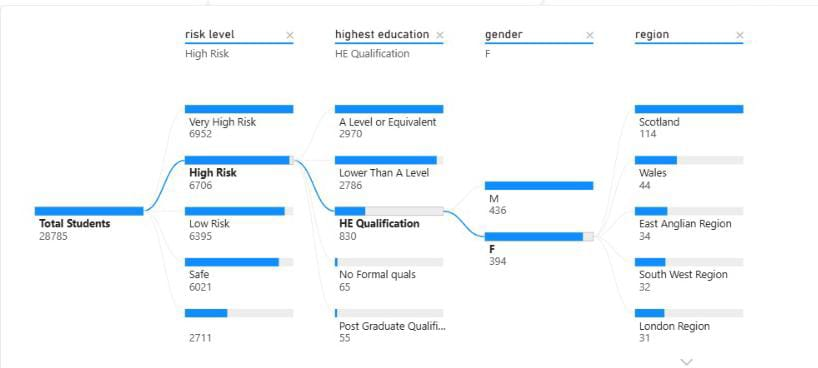 risk level ×
High Risk
highest education ×
HE Qualification
gender ×
F
region ×
Total Students
28785
Very High Risk
6952
High Risk
6706
Low Risk
6395
Safe
6021
2711
A Level or Equivalent
2970
Lower Than A Level
2786
HE Qualification
830
No Formal quals
65
Post Graduate Qualifi...
55
M
436
F
394
Scotland
114
Wales
44
East Anglian Region
34
South West Region
32
London Region
31